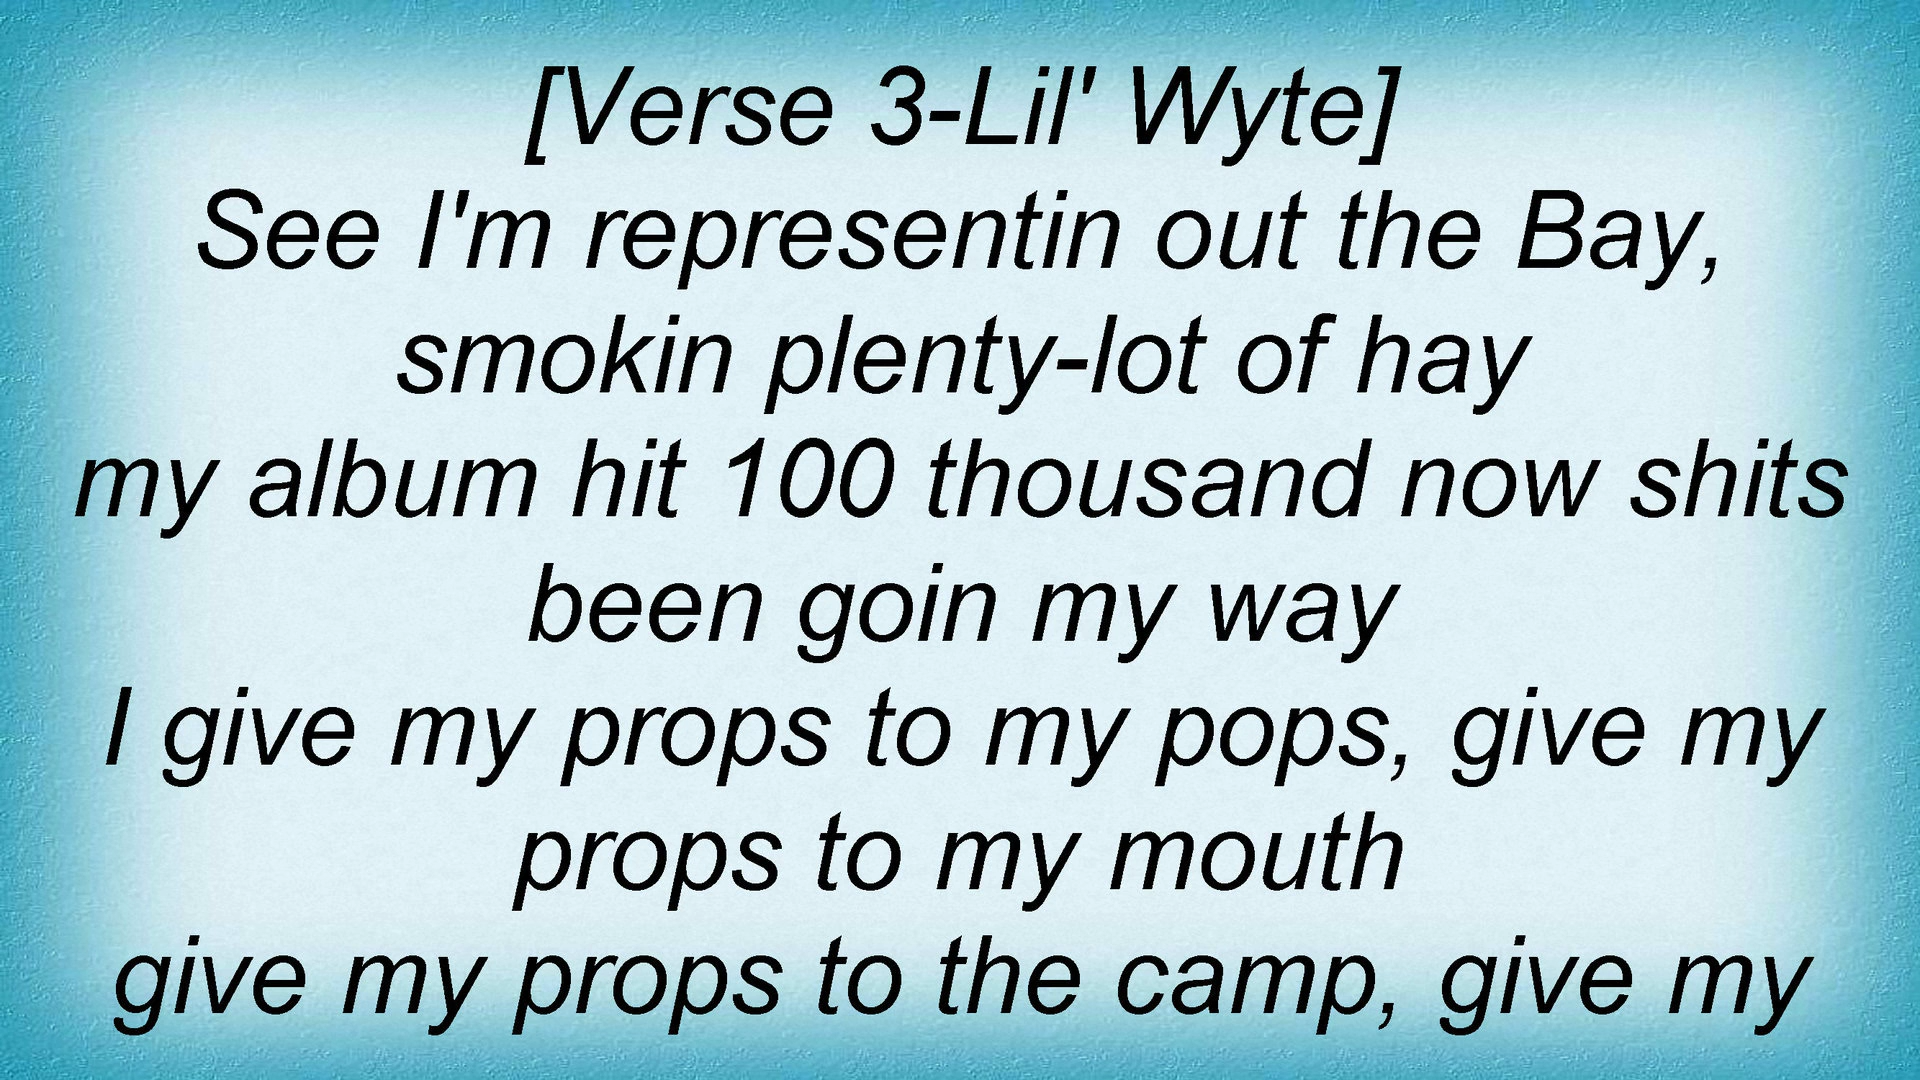 [Verse 3-Lil' Wyte]
See I'm representin out the Bay,
smokin plenty-lot of hay
my album hit 100 thousand now shits
been goin my way
I give my props to my pops, give my
props to my mouth
give my props to the camp, give my